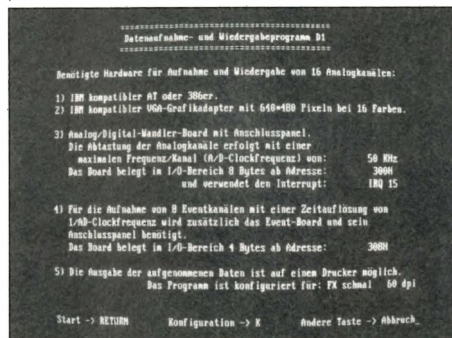 ==================================
Datenaufnahme- und Wiedergabeprogramm D1
==================================
Benötigte Hardware für Aufnahme und Wiedergabe von 16 Analogkanälen:
1) IBM kompatibler AT oder 386er.
2) IBM kompatibler VGA-Grafikadapter mit 640*480 Pixeln bei 16 Farben.
3) Analog/Digital-Wandler-Board mit Anschlusspanel.
Die Abtastung der Analogkanäle erfolgt mit einer
maximalen Frequenz/Kanal (A/D-Clockfrequenz) von: 50 KHz
Das Board belegt im I/O-Bereich 8 Bytes ab Adresse: 300H
und verwendet den Interrupt: IRQ 15
4) Für die Aufnahme von 8 Eventkanälen mit einer Zeitauflösung von
1/AD-Clockfrequenz wird zusätzlich das Event-Board und sein
Anschlusspanel benötigt.
Das Board belegt im I/O-Bereich 4 Bytes ab Adresse: 308H
5) Die Ausgabe der aufgenommenen Daten ist auf einem Drucker möglich.
Das Programm ist konfiguriert für: FX schmal 60 dpi
Start -> RETURN Konfiguration -> K Andere Taste -> Abbruch_